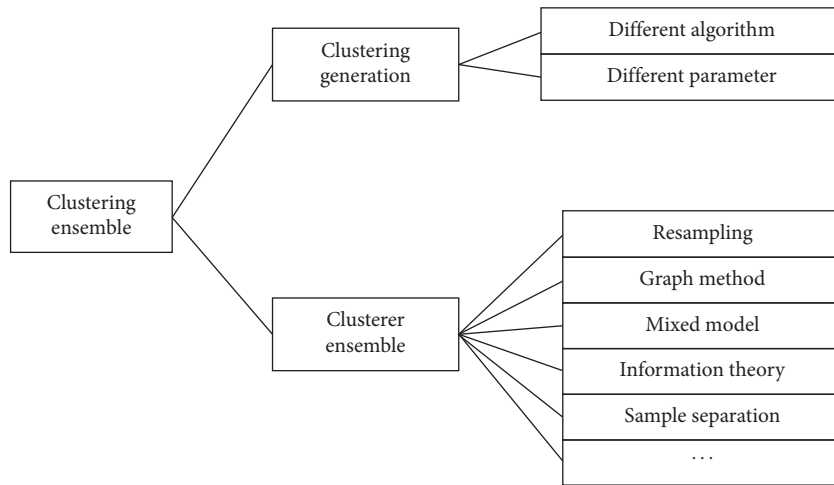 Clustering
generation
Different algorithm
Different parameter
Clustering
ensemble
Clusterer
ensemble
Resampling
Graph method
Mixed model
Information theory
Sample separation
...